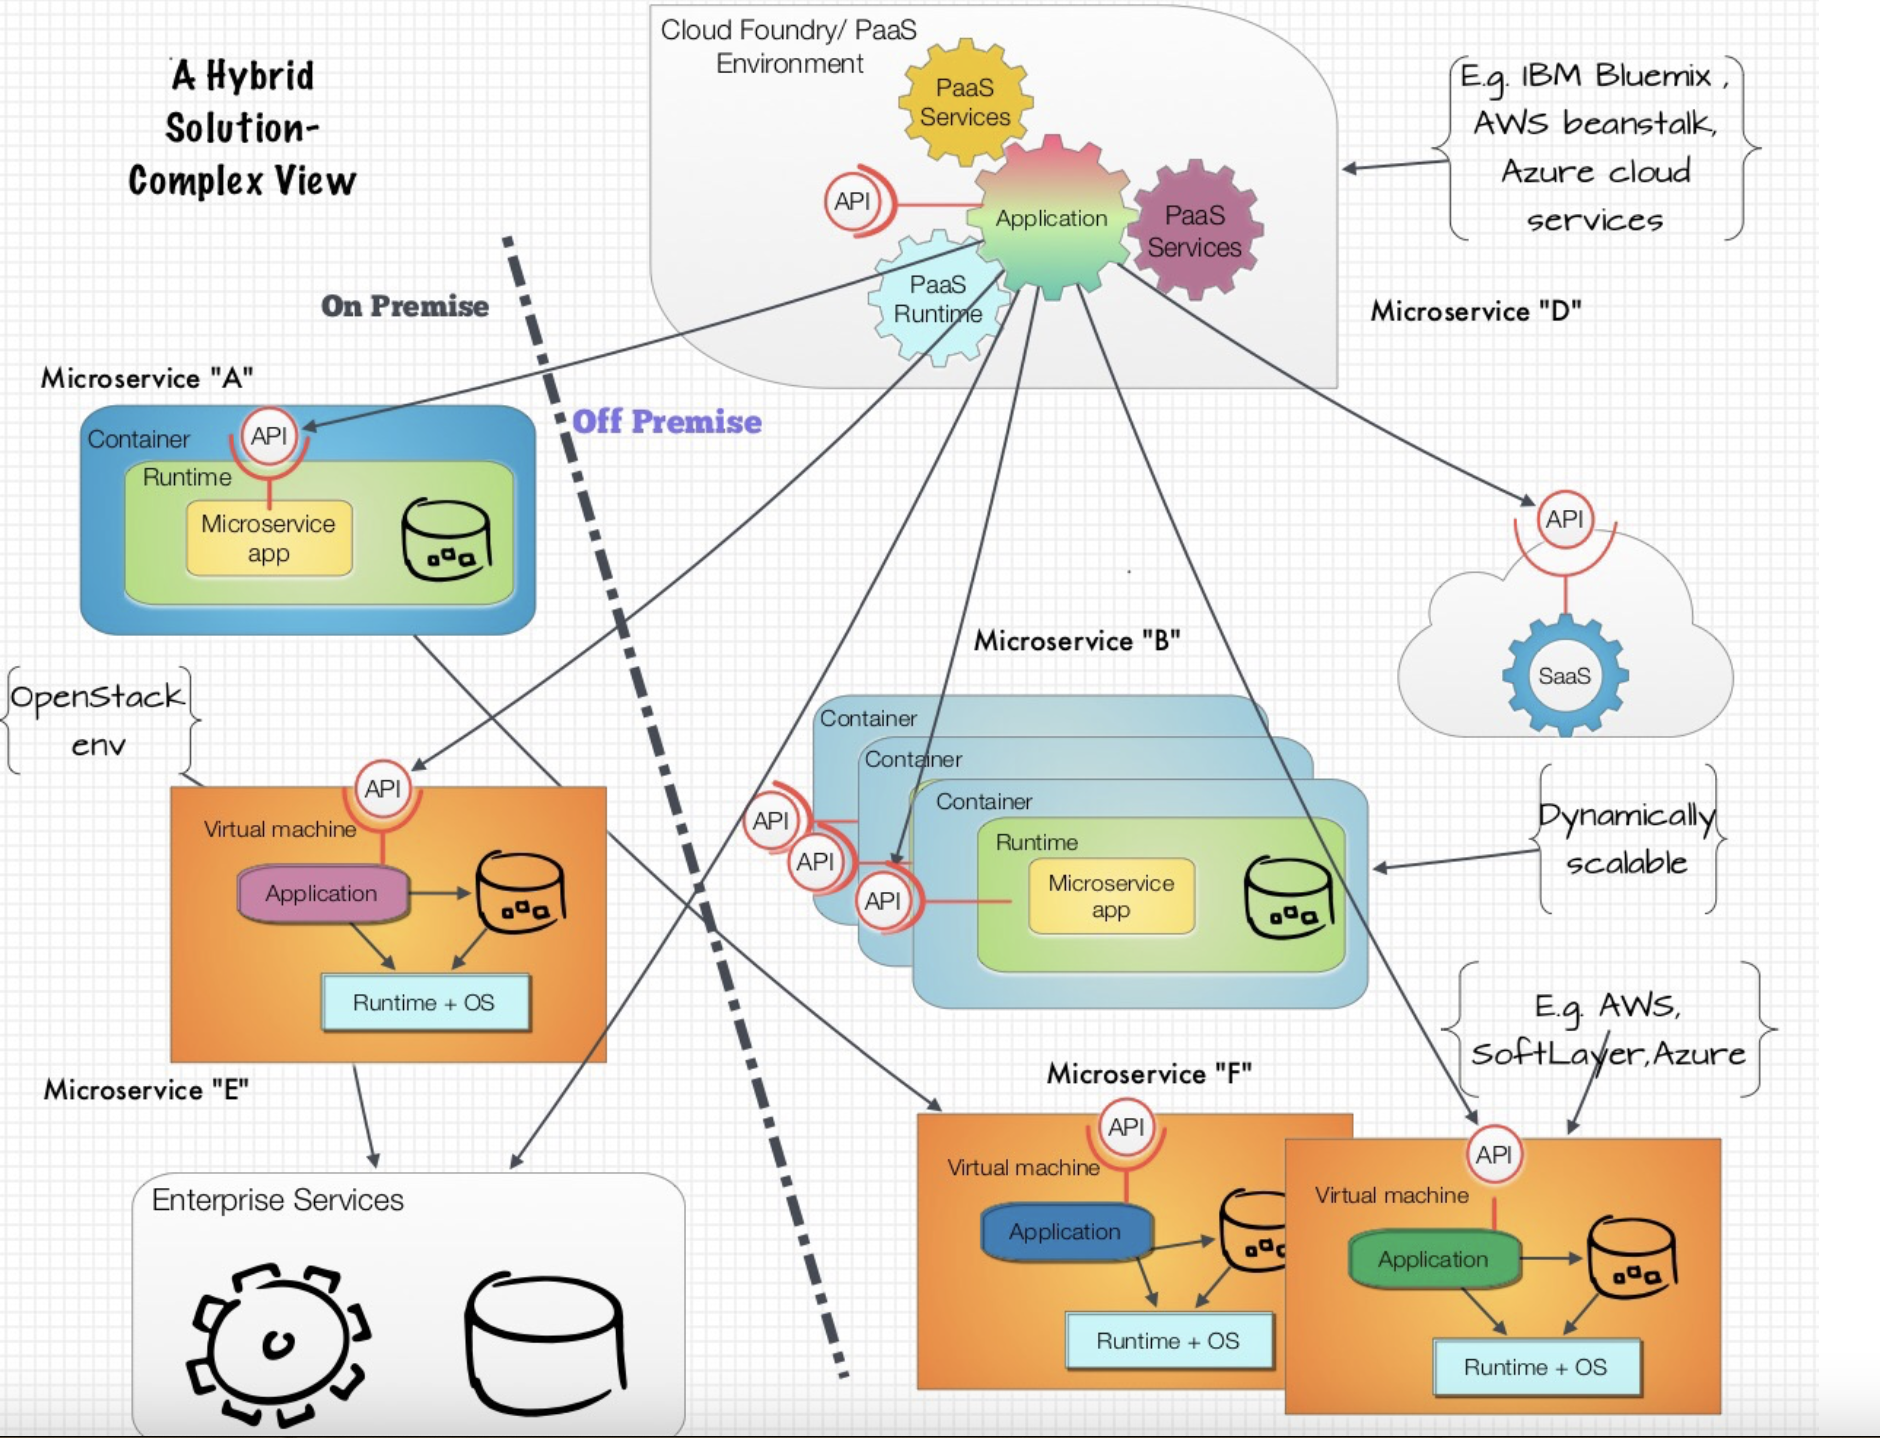 A Hybrid
Solution-
Complex View
Cloud Foundry/ PaaS
Environment
PaaS
Services
API
Application
PaaS
Services
PaaS
Runtime
E.g. IBM Bluemix ,
AWS beanstalk,
Azure cloud
services
Microservice "D"
On Premise
Off Premise
Microservice "A"
Container
API
Runtime
Microservice
app
API
SaaS
OpenStack
env
API
Virtual machine
Application
Runtime + OS
Microservice "E"
Microservice "B"
Container
Container
Container
API
API
API
Runtime
Microservice
app
Dynamically
scalable
E.g. AWS,
SoftLayer,Azure
Microservice "F"
API
Virtual machine
Application
Runtime + OS
API
Virtual machine
Application
Runtime + OS
Enterprise Services